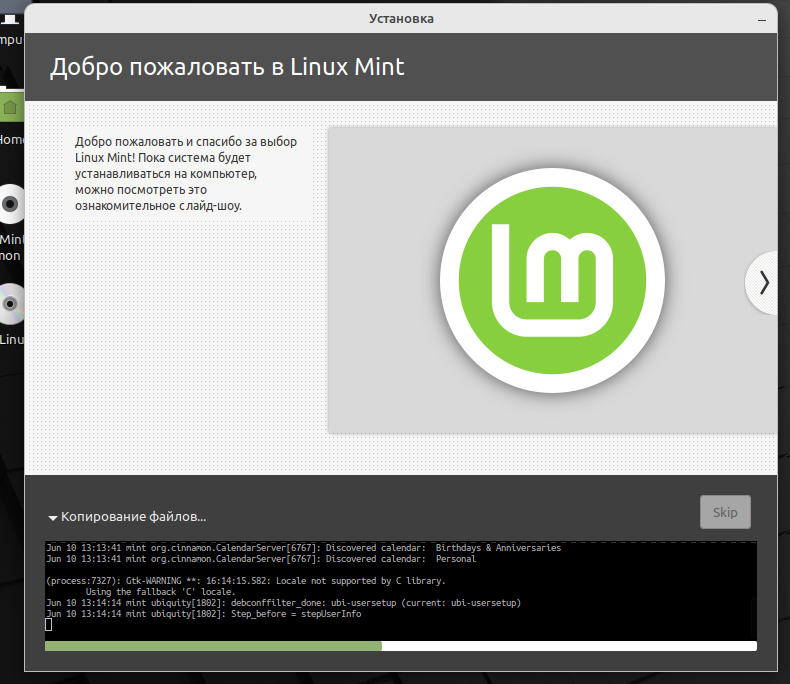 Установка
mpu
Добро пожаловать в Linux Mint
Home
Добро пожаловать и спасибо за выбор
Linux Mint! Пока система будет
устанавливаться на компьютер,
можно посмотреть это
ознакомительное слайд-шоу.
lm
Mint
mon
Linu
Копирование файлов...
Skip
Jun 10 13:13:41 mint org.cinnamon.CalendarServer[6767]: Discovered calendar:  Birthdays & Anniversaries
Jun 10 13:13:41 mint org.cinnamon.CalendarServer[6767]: Discovered calendar:  Personal
(process:7327): Gtk-WARNING **: 16:14:15.582: Locale not supported by C library.
Using the fallback 'C' locale.
Jun 10 13:14:14 mint ubiquity[1802]: debconffilter_done: ubi-usersetup (current: ubi-usersetup)
Jun 10 13:14:14 mint ubiquity[1802]: Step_before = stepUserInfo